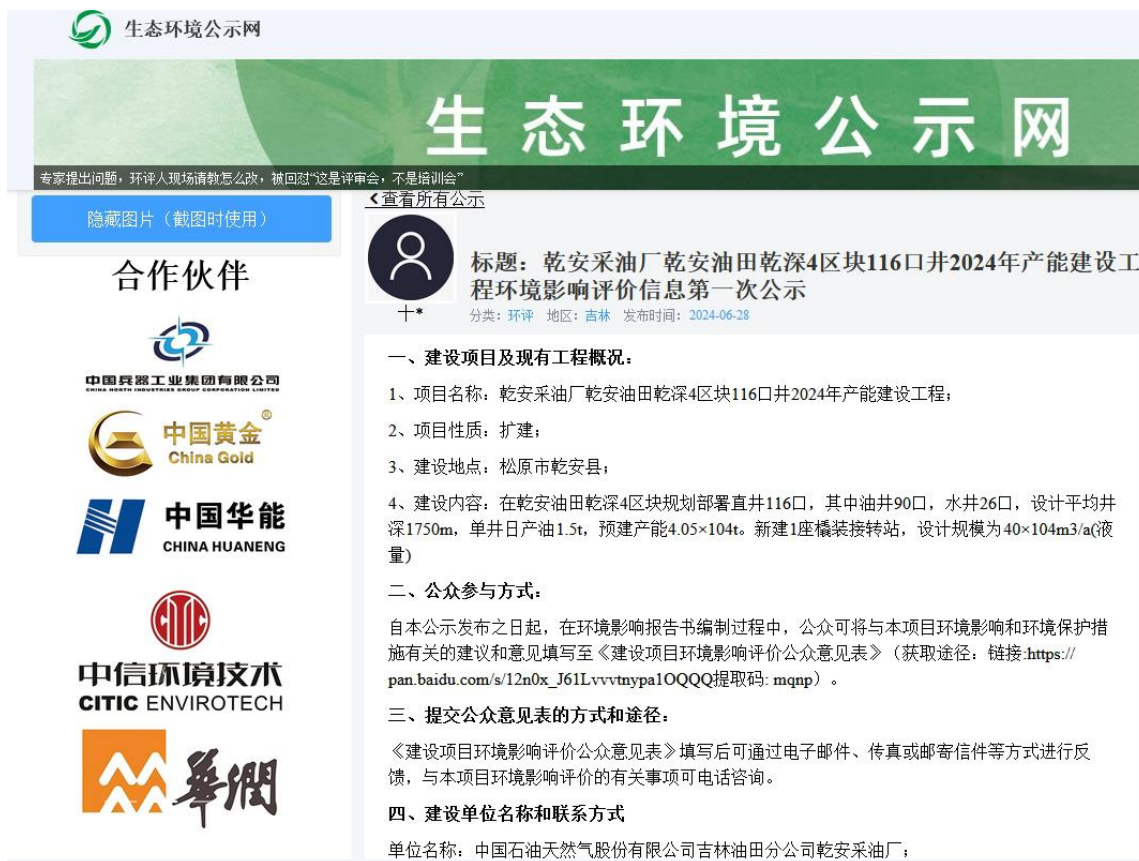 生态环境公示网
生态环境公示网
专家提出问题，环评人现场请教怎么改，被回怼“这是评审会，不是培训会”
隐藏图片（截图时使用）
合作伙伴
中国兵器工业集团有限公司
CHINA NORTH INDUSTRIES GROUP CORPORATION LIMITED
中国黄金®
China Gold
中国华能
CHINA HUANENG
中信环境技术
CITIC ENVIROTECH
華潤
查看所有公示
十*
标题：乾安采油厂乾安油田乾深4区块116口井2024年产能建设工
程环境影响评价信息第一次公示
分类：环评 地区：吉林 发布时间：2024-06-28
一、建设项目及现有工程概况：
1、项目名称：乾安采油厂乾安油田乾深4区块116口井2024年产能建设工程；
2、项目性质：扩建；
3、建设地点：松原市乾安县；
4、建设内容：在乾安油田乾深4区块规划部署直井116口，其中油井90口，水井26口，设计平均井
深1750m，单井日产油1.5t，预建产能4.05×104t。新建1座橇装接转站，设计规模为40×104m3/a(液
量)
二、公众参与方式：
自本公示发布之日起，在环境影响报告书编制过程中，公众可将与本项目环境影响和环境保护措
施有关的建议和意见填写至《建设项目环境影响评价公众意见表》（获取途径：链接:https://
pan.baidu.com/s/12n0x_J61Lvvvtnypa1OQQQ提取码: mqnp）。
三、提交公众意见表的方式和途径：
《建设项目环境影响评价公众意见表》填写后可通过电子邮件、传真或邮寄信件等方式进行反
馈，与本项目环境影响评价的有关事项可电话咨询。
四、建设单位名称和联系方式
单位名称：中国石油天然气股份有限公司吉林油田分公司乾安采油厂；